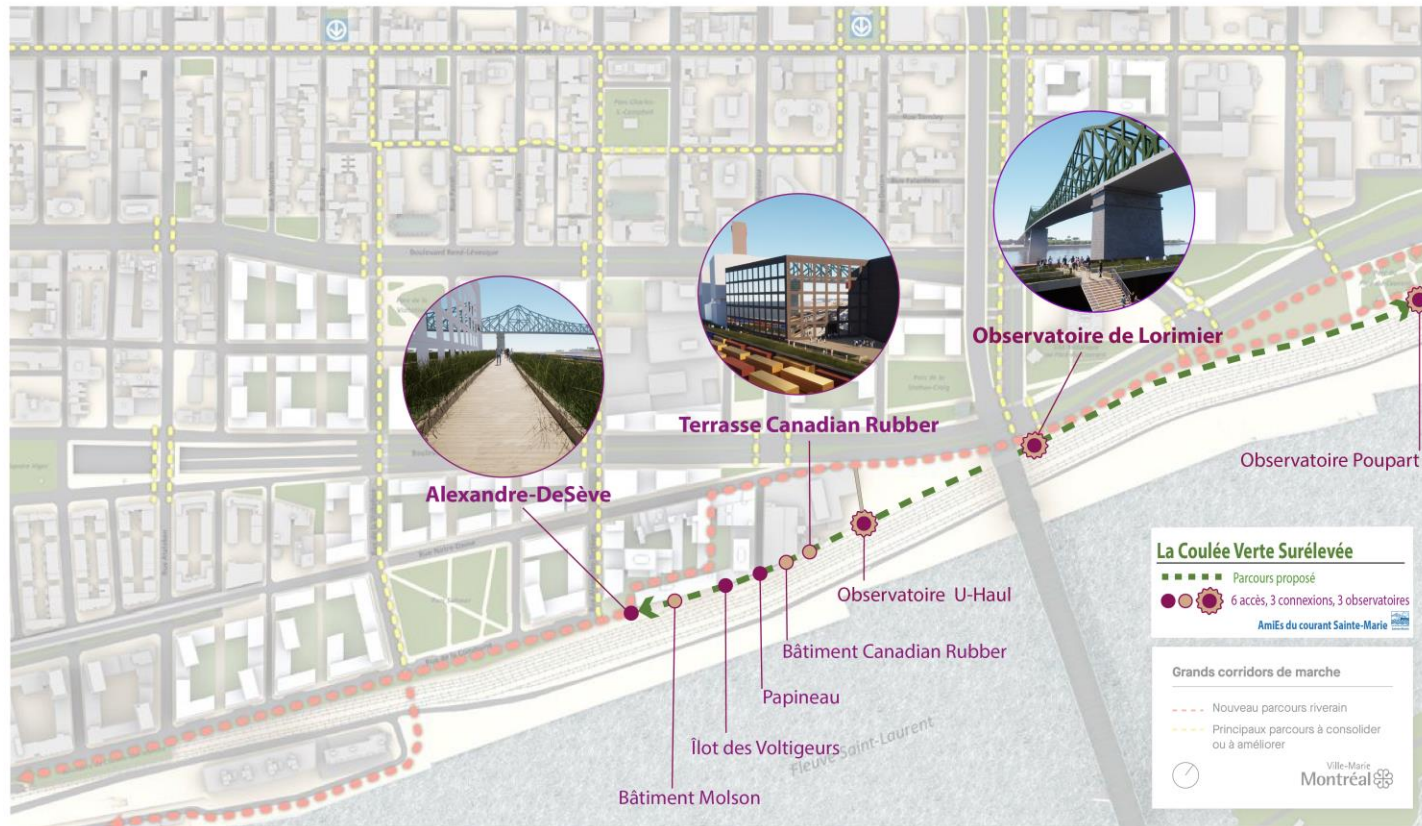 Boulevard René-Lévesque
Observatoire de Lorimier
Terrasse Canadian Rubber
Alexandre-DeSève
Observatoire Poupart
Rue Notre-Dame
Observatoire U-Haul
Bâtiment Canadian Rubber
Papineau
Îlot des Voltigeurs
Bâtiment Molson
Fleuve Saint-Laurent
La Coulée Verte Surélevée
Parcours proposé
6 accès, 3 connexions, 3 observatoires
AmiEs du courant Sainte-Marie
Grands corridors de marche
Nouveau parcours riverain
Principaux parcours à consolider
ou à améliorer
Ville-Marie
Montréal